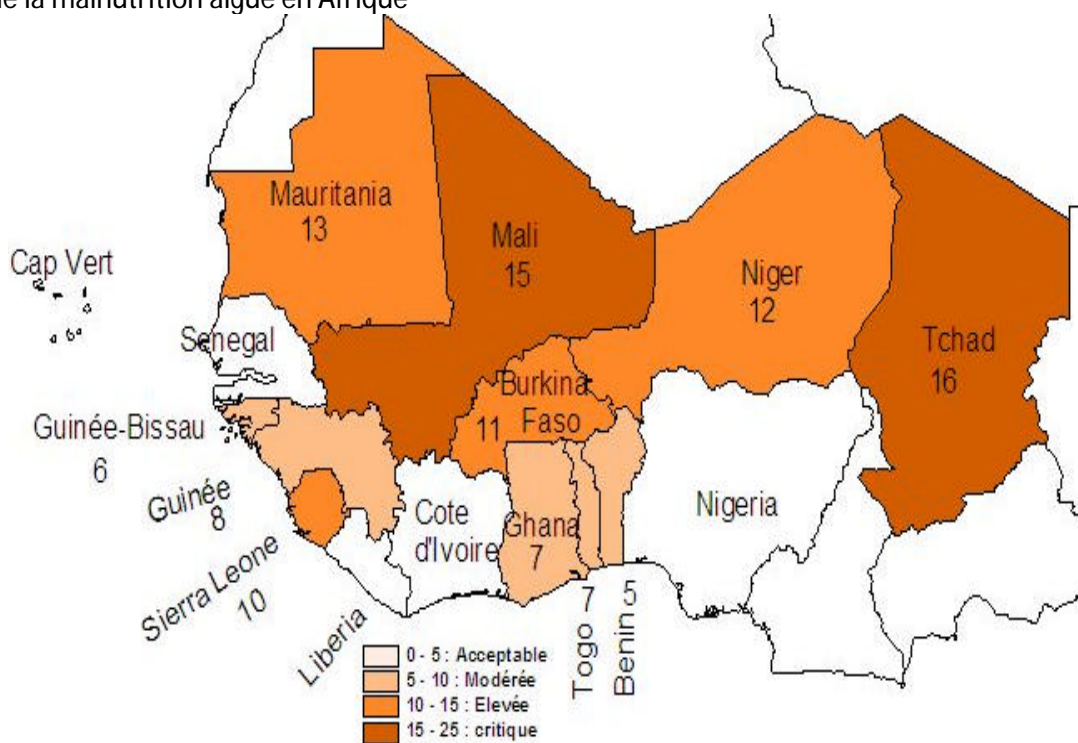 la malnutrition aigue en Afrique
Mauritania
13
Mali
15
Niger
12
Tchad
16
Cap Vert
Senegal
Burkina
Faso
11
Guinée-Bissau
6
Guinée
8
Sierra Leone
10
Liberia
Cote
d'Ivoire
Ghana
7
Togo 7
Benin 5
Nigeria
0 - 5 : Acceptable
5 - 10 : Modérée
10 - 15 : Elevée
15 - 25 : critique